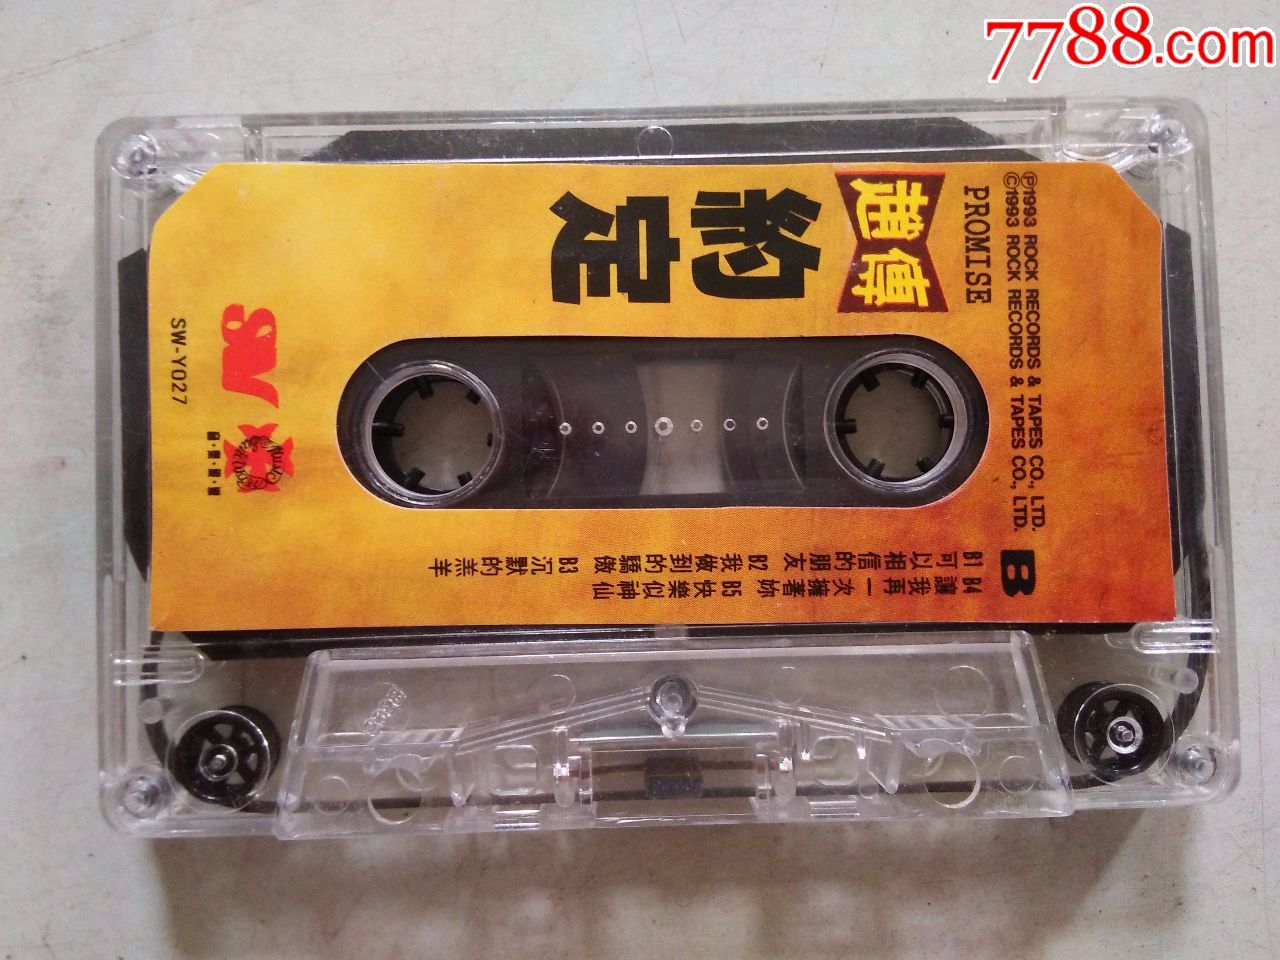 7788.com
℗1993 ROCK RECORDS & TAPES CO., LTD.
©1993 ROCK RECORDS & TAPES CO., LTD.
PROMISE
趙傳
約定
SW
SW-Y027
B
B1 可以相信的朋友 B2 我做到的驕傲 B3 沉默的羔羊
B4 讓我再一次擁著妳 B5 快樂似神仙